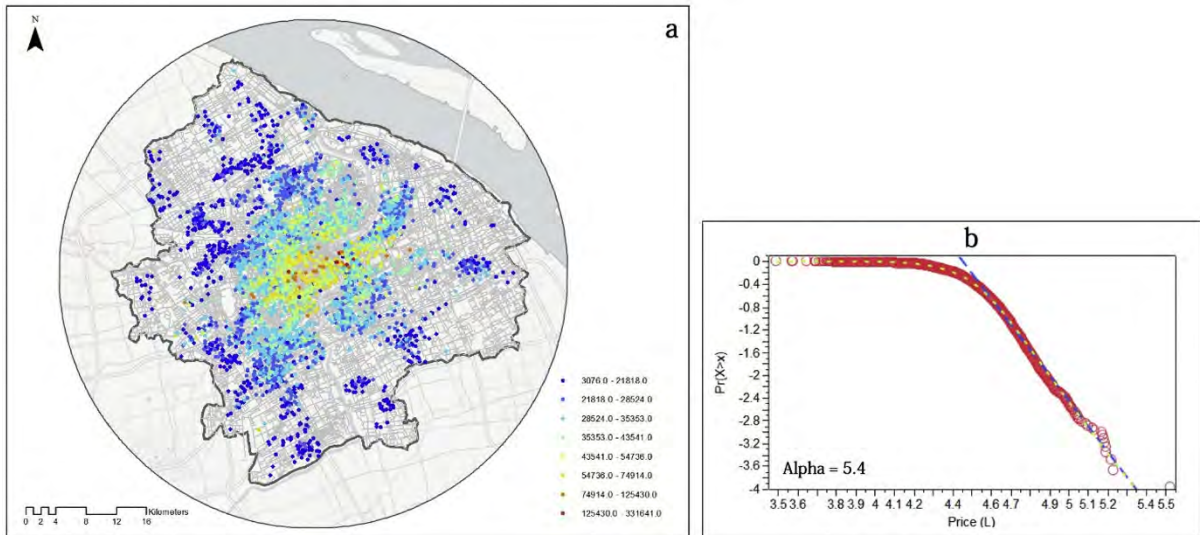 N
a
3076.0 - 21818.0
21818.0 - 28524.0
28524.0 - 35353.0
35353.0 - 43541.0
43541.0 - 54736.0
54736.0 - 74914.0
74914.0 - 125430.0
125430.0 - 331641.0
Kilometers
0 2 4 8 12 16
b
0
-0.4
-0.8
-1.2
-1.6
-2
-2.4
-2.8
-3.2
-3.6
-4
Pr(X>x)
Alpha = 5.4
3.5 3.6 3.8 3.9 4 4.1 4.2 4.4 4.6 4.7 4.9 5 5.1 5.2 5.4 5.5
Price (L)